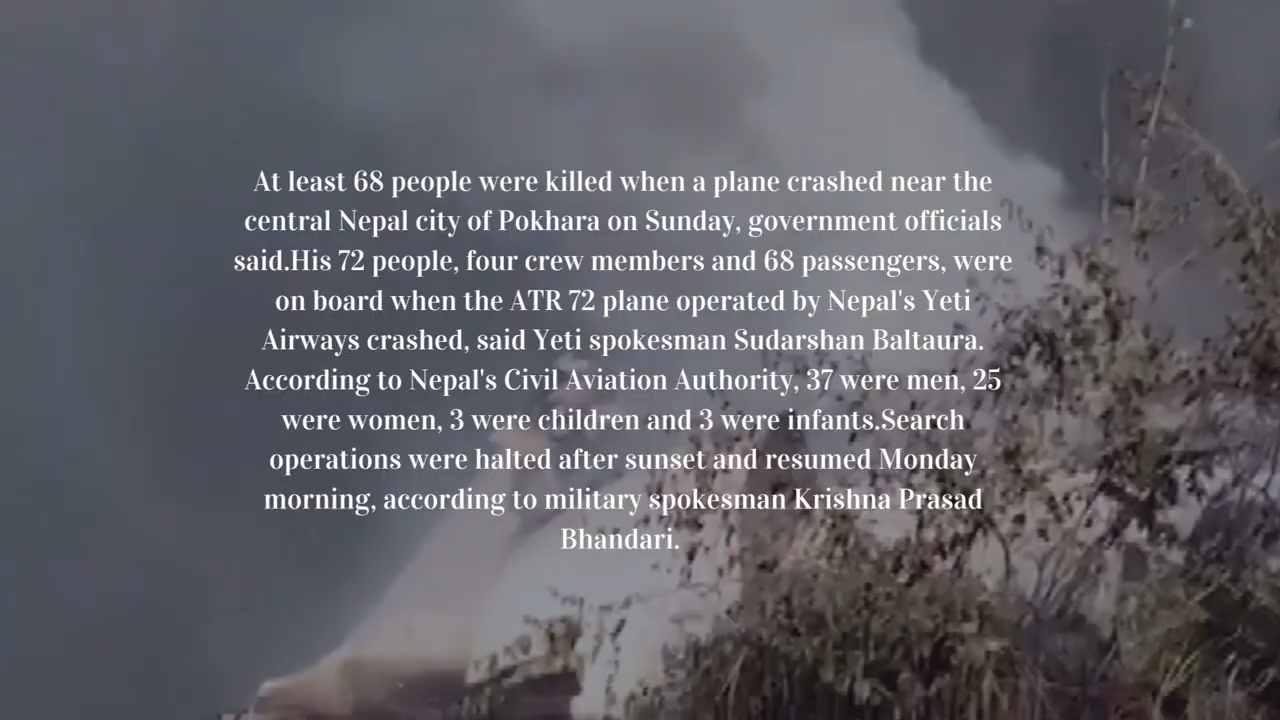 At least 68 people were killed when a plane crashed near the
central Nepal city of Pokhara on Sunday, government officials
said.His 72 people, four crew members and 68 passengers, were
on board when the ATR 72 plane operated by Nepal's Yeti
Airways crashed, said Yeti spokesman Sudarshan Baltaura.
According to Nepal's Civil Aviation Authority, 37 were men, 25
were women, 3 were children and 3 were infants.Search
operations were halted after sunset and resumed Monday
morning, according to military spokesman Krishna Prasad
Bhandari.